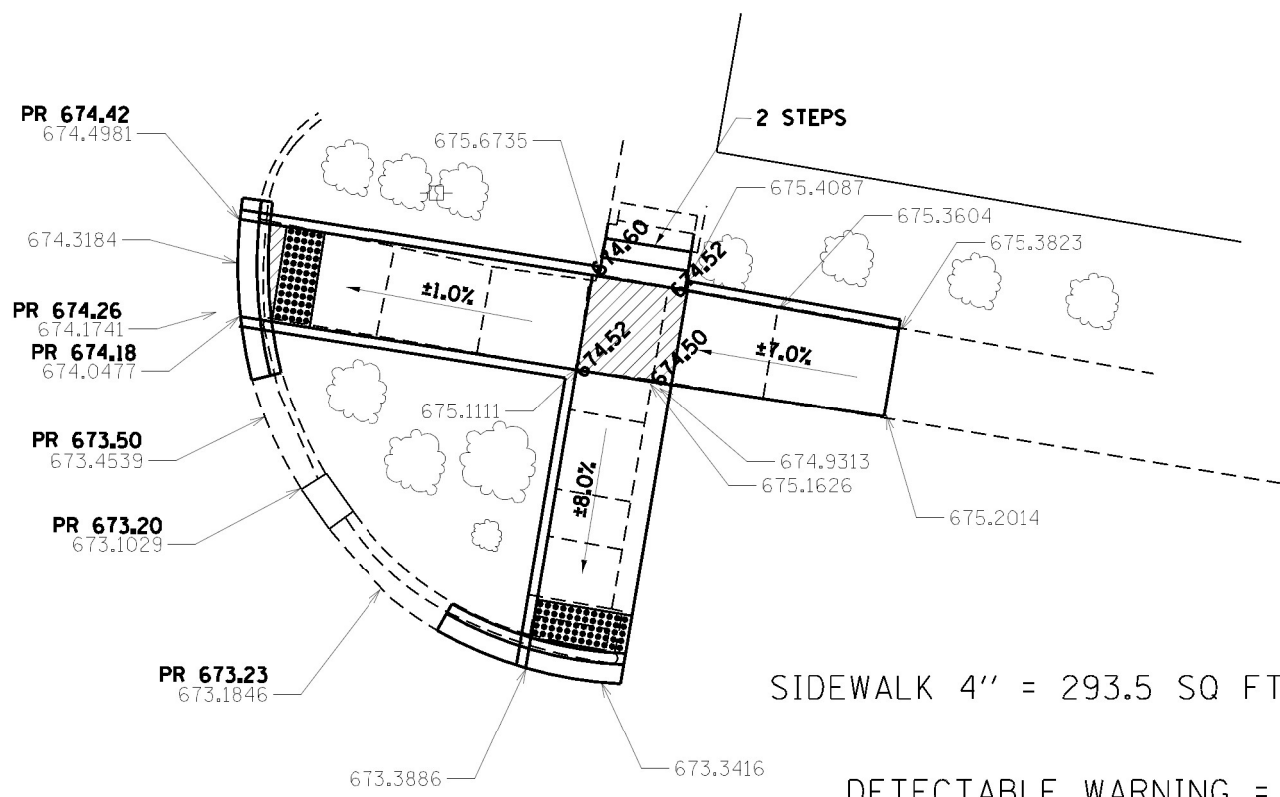 PR 674.42
674.4981
2 STEPS
675.6735
675.4087
674.60
674.52
675.3604
675.3823
674.3184
±1.0%
PR 674.26
674.1741
PR 674.18
674.0477
674.52
674.50
±7.0%
675.1111
PR 673.50
673.4539
674.9313
675.1626
±8.0%
675.2014
PR 673.20
673.1029
PR 673.23
673.1846
SIDEWALK 4" = 293.5 SQ FT
673.3886
673.3416
DETECTABLE WARNING =